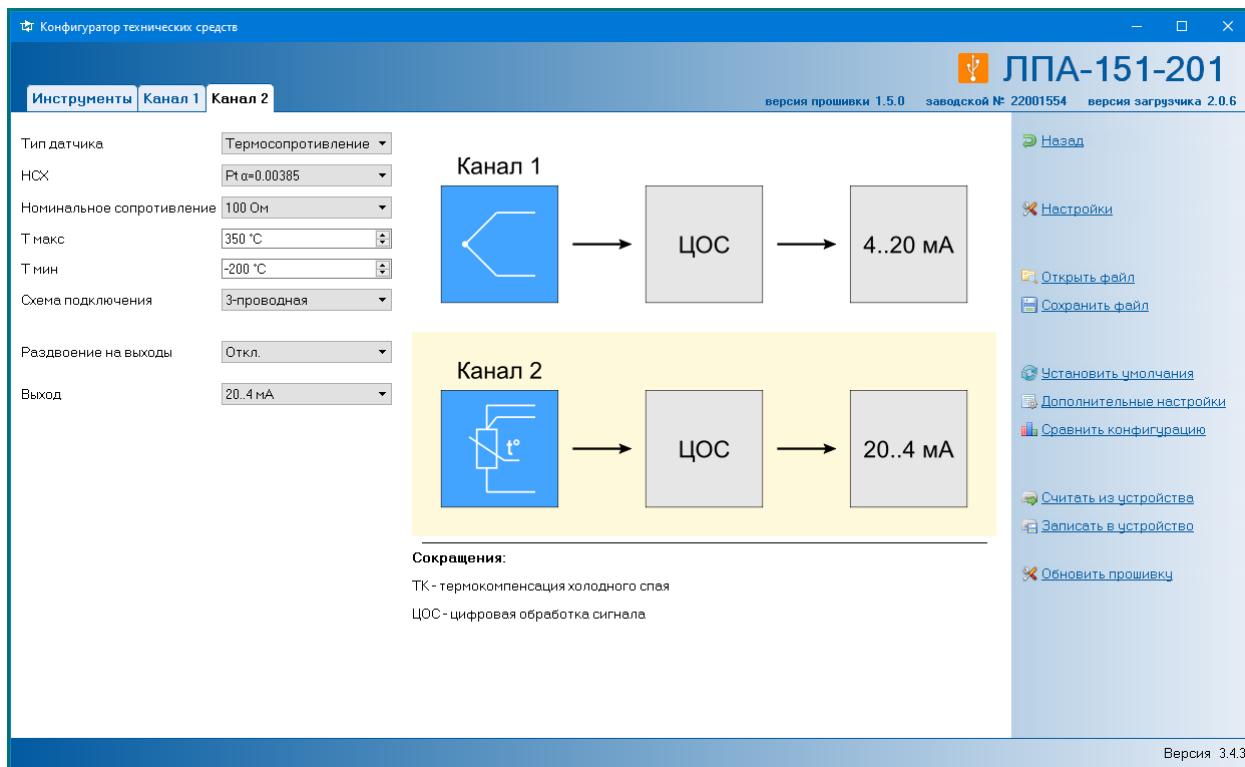 Конфигуратор технических средств
ЛПА-151-201
Инструменты Канал 1 Канал 2
версия прошивки 1.5.0 заводской № 22001554 версия загрузчика 2.0.6
Тип датчика Термосопротивление
НСХ Pt α=0.00385
Номинальное сопротивление 100 Ом
Т макс 350 °C
Т мин -200 °C
Схема подключения 3-проводная
Раздвоение на выходы Откл.
Выход 20..4 мА
Канал 1
ЦОС
4..20 мА
Канал 2
t°
ЦОС
20..4 мА
Сокращения:
ТК - термокомпенсация холодного спая
ЦОС - цифровая обработка сигнала
Назад
Настройки
Открыть файл
Сохранить файл
Установить умолчания
Дополнительные настройки
Сравнить конфигурацию
Считать из устройства
Записать в устройство
Обновить прошивку
Версия 3.4.3